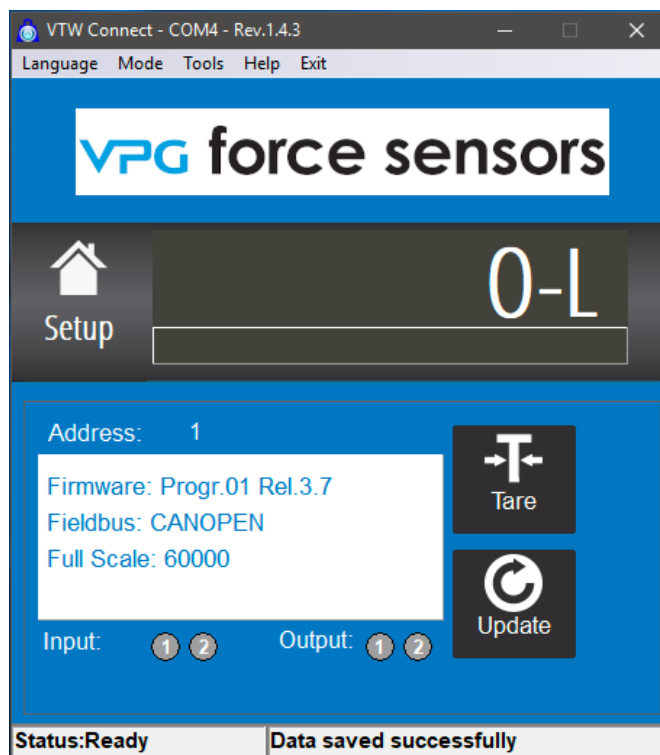 VTW Connect - COM4 - Rev.1.4.3
Language Mode Tools Help Exit
VPG force sensors
Setup
O-L
Address: 1
Firmware: Progr.01 Rel.3.7
Fieldbus: CANOPEN
Full Scale: 60000
Tare
Update
Input: 1 2 Output: 1 2
Status:Ready
Data saved successfully